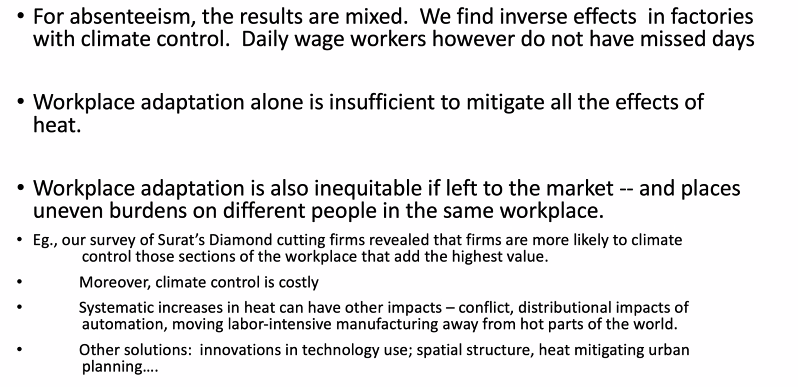 • For absenteeism, the results are mixed.  We find inverse effects  in factories
with climate control.  Daily wage workers however do not have missed days
• Workplace adaptation alone is insufficient to mitigate all the effects of
heat.
• Workplace adaptation is also inequitable if left to the market -- and places
uneven burdens on different people in the same workplace.
• Eg., our survey of Surat’s Diamond cutting firms revealed that firms are more likely to climate
control those sections of the workplace that add the highest value.
• Moreover, climate control is costly
• Systematic increases in heat can have other impacts – conflict, distributional impacts of
automation, moving labor-intensive manufacturing away from hot parts of the world.
• Other solutions:  innovations in technology use; spatial structure, heat mitigating urban
planning....